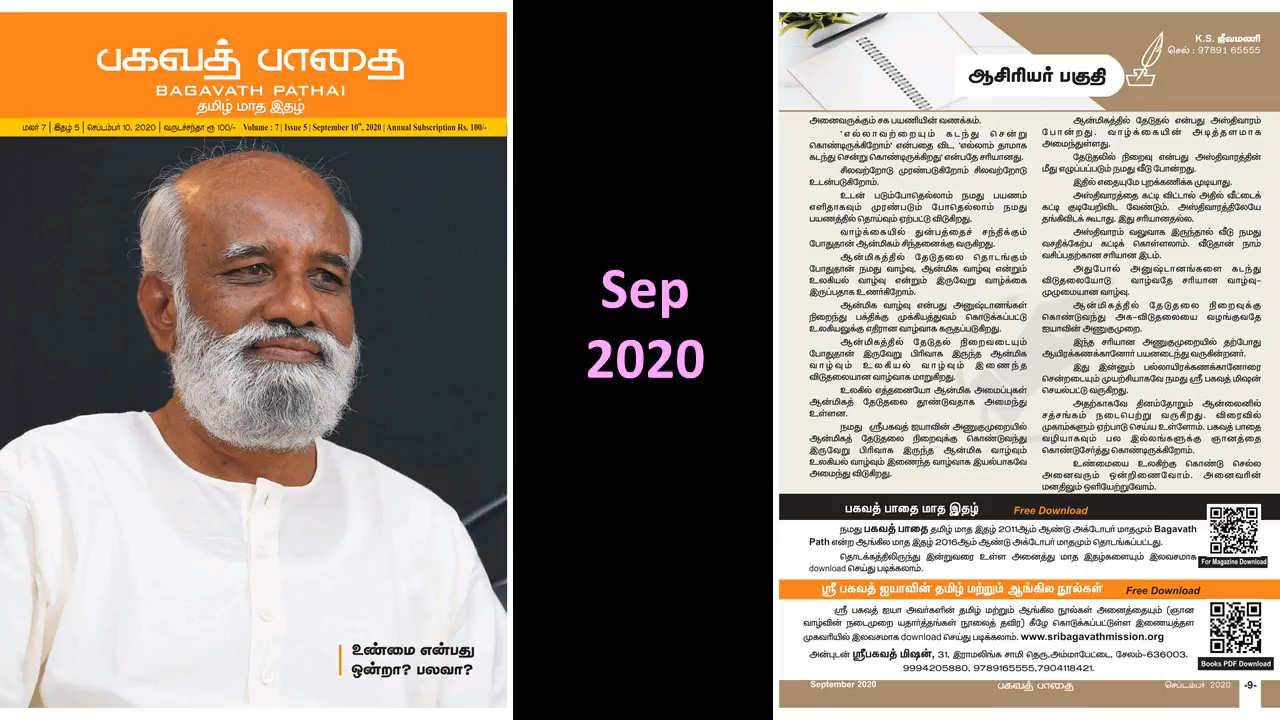 பகவத் பாதை
BAGAVATH PATHAI
தமிழ் மாத இதழ்
மலர் 7 | இதழ் 5 | செப்டம்பர் 10, 2020 | வருடச்சந்தா ரூ 100/- Volume : 7 | Issue 5 | September 10th, 2020 | Annual Subscription Rs. 100/-
உண்மை என்பது
ஒன்றா? பலவா?
Sep
2020
K.S. ஜீவமணி
செல் : 97891 65555
ஆசிரியர் பகுதி
அனைவருக்கும் சக பயணியின் வணக்கம்.
'எல்லாவற்றையும் கடந்து சென்று
கொண்டிருக்கிறோம்' என்பதை விட, 'எல்லாம் தாமாக
கடந்து சென்று கொண்டிருக்கிறது' என்பதே சரியானது.
சிலவற்றோடு முரண்படுகிறோம் சிலவற்றோடு
உடன்படுகிறோம்.
உடன் படும்போதெல்லாம் நமது பயணம்
எளிதாகவும் முரண்படும் போதெல்லாம் நமது
பயணத்தில் தொய்வும் ஏற்பட்டு விடுகிறது.
வாழ்க்கையில் துன்பத்தைச் சந்திக்கும்
போதுதான் ஆன்மிகம் சிந்தனைக்கு வருகிறது.
ஆன்மிகத்தில் தேடுதலை தொடங்கும்
போதுதான் நமது வாழ்வு, ஆன்மிக வாழ்வு என்றும்
உலகியல் வாழ்வு என்றும் இருவேறு வாழ்க்கை
இருப்பதாக உணர்கிறோம்.
ஆன்மிக வாழ்வு என்பது அனுஷ்டானங்கள்
நிறைந்து பக்திக்கு முக்கியத்துவம் கொடுக்கப்பட்டு
உலகியலுக்கு எதிரான வாழ்வாக கருதப்படுகிறது.
ஆன்மிகத்தில் தேடுதல் நிறைவடையும்
போதுதான் இருவேறு பிரிவாக இருந்த ஆன்மிக
வாழ்வும் உலகியல் வாழ்வும் இணைந்த
விடுதலையான வாழ்வாக மாறுகிறது.
உலகில் எத்தனையோ ஆன்மிக அமைப்புகள்
ஆன்மிகத் தேடுதலை தூண்டுவதாக அமைந்து
உள்ளன.
நமது ஸ்ரீபகவத் ஐயாவின் அணுகுமுறையில்
ஆன்மிகத் தேடுதலை நிறைவுக்கு கொண்டுவந்து
இருவேறு பிரிவாக இருந்த ஆன்மிக வாழ்வும்
உலகியல் வாழ்வும் இணைந்த வாழ்வாக இயல்பாகவே
அமைந்து விடுகிறது.
ஆன்மிகத்தில் தேடுதல் என்பது அஸ்திவாரம்
போன்றது. வாழ்க்கையின் அடித்தளமாக
அமைந்துள்ளது.
தேடுதலில் நிறைவு என்பது அஸ்திவாரத்தின்
மீது எழுப்பப்படும் நமது வீடு போன்றது.
இதில் எதையுமே புறக்கணிக்க முடியாது.
அஸ்திவாரத்தை கட்டி விட்டால் அதில் வீட்டைக்
கட்டி குடியேறிவிட வேண்டும். அஸ்திவாரத்திலேயே
தங்கிவிடக் கூடாது. இது சரியானதல்ல.
அஸ்திவாரம் வலுவாக இருந்தால் வீடு நமது
வசதிக்கேற்ப கட்டிக் கொள்ளலாம். வீடுதான் நாம்
வசிப்பதற்கான சரியான இடம்.
அதுபோல் அனுஷ்டானங்களை கடந்து
விடுதலையோடு வாழ்வதே சரியான வாழ்வு-
முழுமையான வாழ்வு.
ஆன்மிகத்தில் தேடுதலை நிறைவுக்கு
கொண்டுவந்து அக-விடுதலையை வழங்குவதே
ஐயாவின் அணுகுமுறை.
இந்த சரியான அணுகுமுறையில் தற்போது
ஆயிரக்கணக்கானோர் பயனடைந்து வருகின்றனர்.
இது இன்னும் பல்லாயிரக்கணக்கானோரை
சென்றடையும் முயற்சியாகவே நமது ஸ்ரீ பகவத் மிஷன்
செயல்பட்டு வருகிறது.
அதற்காகவே தினம்தோறும் ஆன்லைனில்
சத்சங்கம் நடைபெற்று வருகிறது. விரைவில்
முகாம்களும் ஏற்பாடு செய்ய உள்ளோம். பகவத் பாதை
வழியாகவும் பல இல்லங்களுக்கு ஞானத்தை
கொண்டுசேர்த்து கொண்டிருக்கிறோம்.
உண்மையை உலகிற்கு கொண்டு செல்ல
அனைவரும் ஒன்றிணைவோம். அனைவரின்
மனதிலும் ஒளியேற்றுவோம்.
பகவத் பாதை மாத இதழ் Free Download
நமது பகவத் பாதை தமிழ் மாத இதழ் 2011ஆம் ஆண்டு அக்டோபர் மாதமும் Bagavath
Path என்ற ஆங்கில மாத இதழ் 2016ஆம் ஆண்டு அக்டோபர் மாதமும் தொடங்கப்பட்டது.
தொடக்கத்திலிருந்து இன்றுவரை உள்ள அனைத்து மாத இதழ்களையும் இலவசமாக
download செய்து படிக்கலாம்.
For Magazine Download
ஸ்ரீ பகவத் ஐயாவின் தமிழ் மற்றும் ஆங்கில நூல்கள் Free Download
ஸ்ரீ பகவத் ஐயா அவர்களின் தமிழ் மற்றும் ஆங்கில நூல்கள் அனைத்தையும் (ஞான
வாழ்வின் நடைமுறை யதார்த்தங்கள் நூலைத் தவிர) கீழே கொடுக்கப்பட்டுள்ள இணையத்தள
முகவரியில் இலவசமாக download செய்து படிக்கலாம். www.sribagavathmission.org
அன்புடன் ஸ்ரீபகவத் மிஷன், 31, இராமலிங்க சாமி தெரு,அம்மாபேட்டை, சேலம்-636003.
9994205880, 9789165555,7904118421.
Books PDF Download
September 2020 பகவத் பாதை செப்டம்பர் 2020 -9-